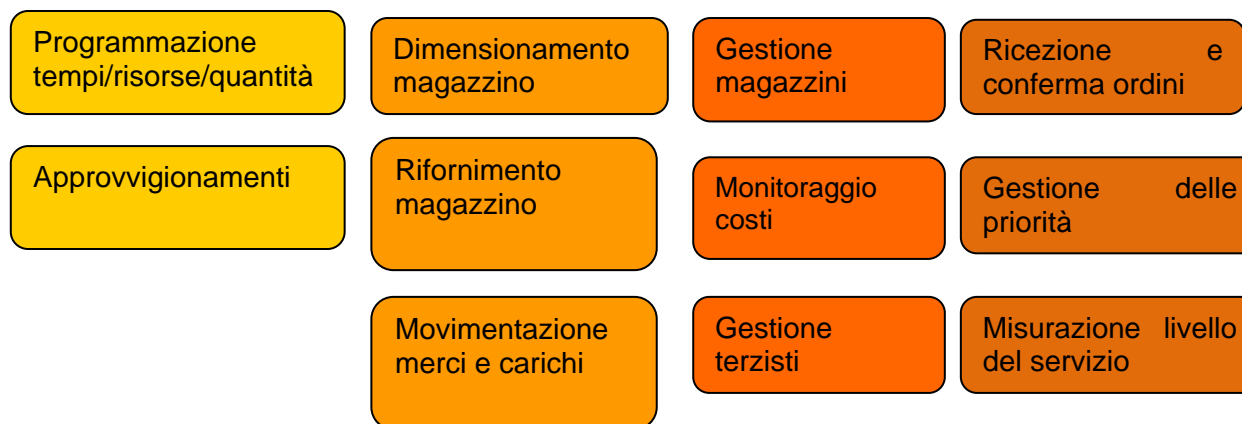 Programmazione
tempi/risorse/quantità
Dimensionamento
magazzino
Gestione
magazzini
Ricezione e
conferma ordini
Approvvigionamenti
Rifornimento
magazzino
Monitoraggio
costi
Gestione delle
priorità
Movimentazione
merci e carichi
Gestione
terzisti
Misurazione livello
del servizio